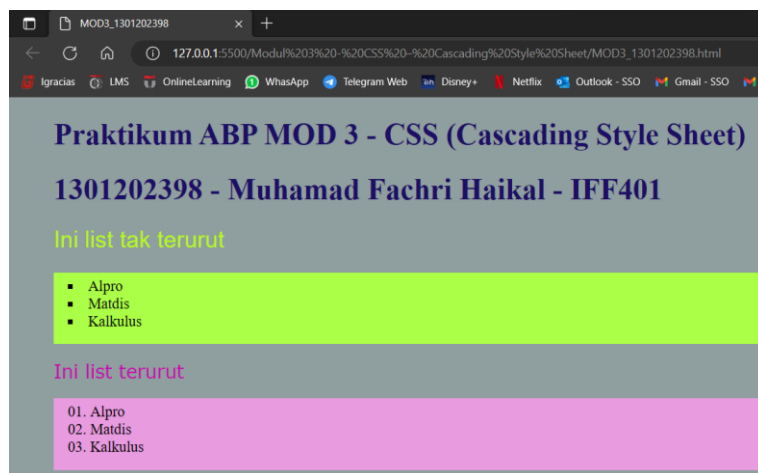 MOD3_1301202398
127.0.0.1:5500/Modul%203%20-%20CSS%20-%20Cascading%20Style%20Sheet/MOD3_1301202398.html
Igracias LMS OnlineLearning WhasApp Telegram Web Disney+ Netflix Outlook - SSO Gmail - SSO
Praktikum ABP MOD 3 - CSS (Cascading Style Sheet)
1301202398 - Muhamad Fachri Haikal - IFF401
Ini list tak terurut
▪ Alpro
▪ Matdis
▪ Kalkulus
Ini list terurut
01. Alpro
02. Matdis
03. Kalkulus